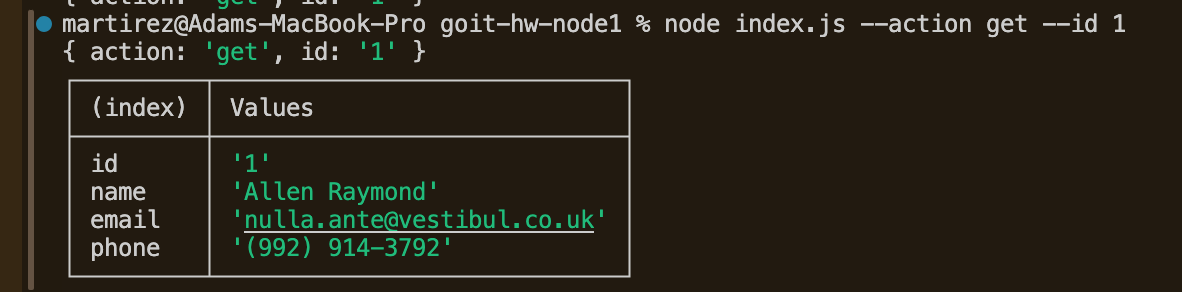 martirez@Adams-MacBook-Pro goit-hw-node1 % node index.js --action get --id 1
{ action: 'get', id: '1' }
(index) Values
id '1'
name 'Allen Raymond'
email 'nulla.ante@vestibul.co.uk'
phone '(992) 914-3792'